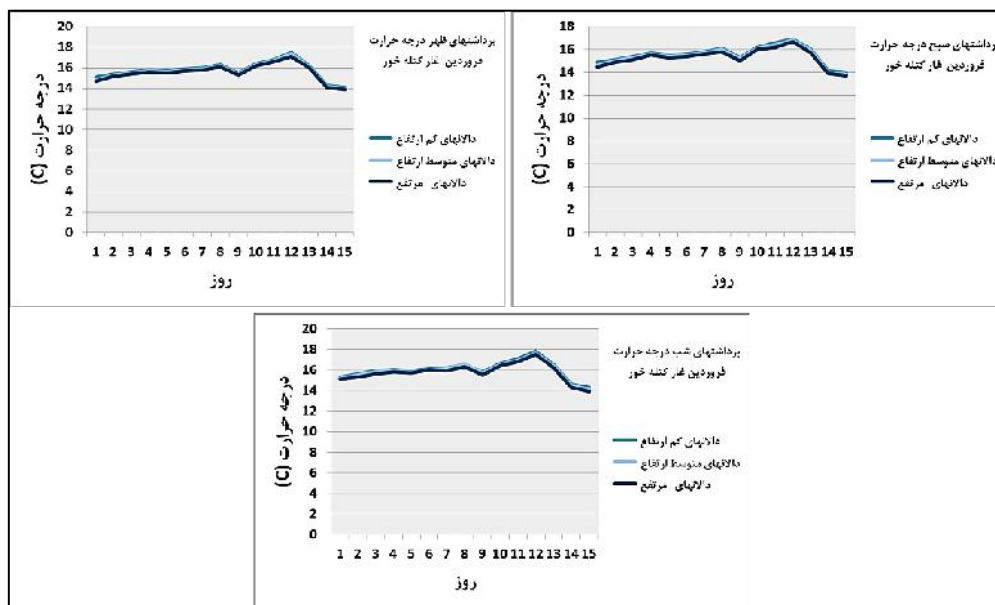 برداشتهای صبح درجه حرارت
فروردین غار کتله خور
درجه حرارت (C)
18
16
14
12
10
8
6
4
2
0
1 2 3 4 5 6 7 8 9 10 11 12 13 14 15
روز
دالانهای کم ارتفاع
دالانهای متوسط ارتفاع
دالانهای مرتفع
برداشتهای ظهر درجه حرارت
فروردین غار کتله خور
درجه حرارت (C)
20
18
16
14
12
10
8
6
4
2
0
1 2 3 4 5 6 7 8 9 10 11 12 13 14 15
روز
دالانهای کم ارتفاع
دالانهای متوسط ارتفاع
دالانهای مرتفع
برداشتهای شب درجه حرارت
فروردین غار کتله خور
درجه حرارت (C)
20
18
16
14
12
10
8
6
4
2
0
1 2 3 4 5 6 7 8 9 10 11 12 13 14 15
روز
دالانهای کم ارتفاع
دالانهای متوسط ارتفاع
دالانهای مرتفع